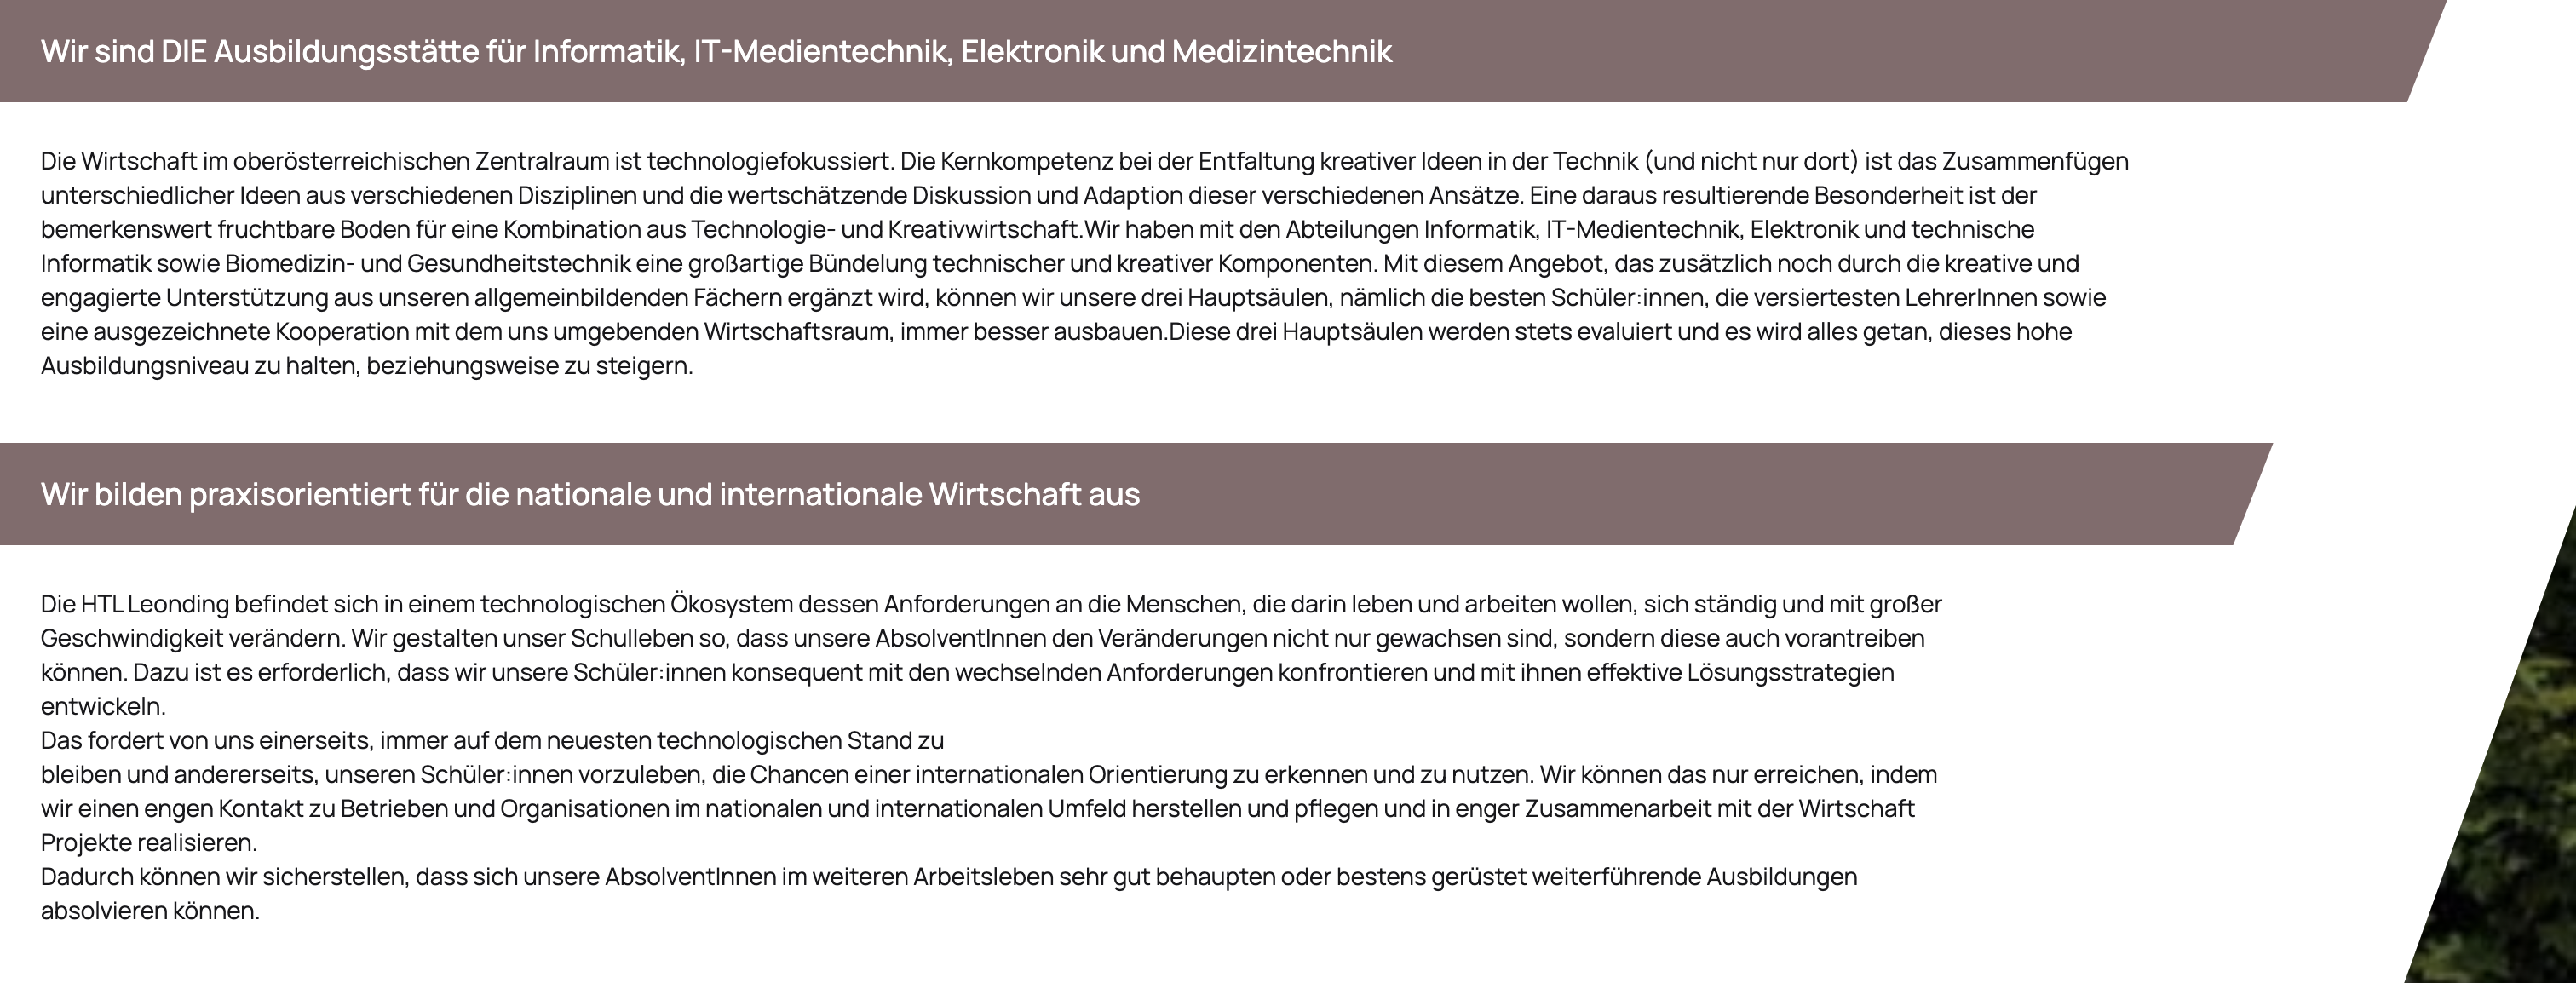 Wir sind DIE Ausbildungsstätte für Informatik, IT-Medientechnik, Elektronik und Medizintechnik
Die Wirtschaft im oberösterreichischen Zentralraum ist technologiefokussiert. Die Kernkompetenz bei der Entfaltung kreativer Ideen in der Technik (und nicht nur dort) ist das Zusammenfügen
unterschiedlicher Ideen aus verschiedenen Disziplinen und die wertschätzende Diskussion und Adaption dieser verschiedenen Ansätze. Eine daraus resultierende Besonderheit ist der
bemerkenswert fruchtbare Boden für eine Kombination aus Technologie- und Kreativwirtschaft.Wir haben mit den Abteilungen Informatik, IT-Medientechnik, Elektronik und technische
Informatik sowie Biomedizin- und Gesundheitstechnik eine großartige Bündelung technischer und kreativer Komponenten. Mit diesem Angebot, das zusätzlich noch durch die kreative und
engagierte Unterstützung aus unseren allgemeinbildenden Fächern ergänzt wird, können wir unsere drei Hauptsäulen, nämlich die besten Schüler:innen, die versiertesten LehrerInnen sowie
eine ausgezeichnete Kooperation mit dem uns umgebenden Wirtschaftsraum, immer besser ausbauen.Diese drei Hauptsäulen werden stets evaluiert und es wird alles getan, dieses hohe
Ausbildungsniveau zu halten, beziehungsweise zu steigern.
Wir bilden praxisorientiert für die nationale und internationale Wirtschaft aus
Die HTL Leonding befindet sich in einem technologischen Ökosystem dessen Anforderungen an die Menschen, die darin leben und arbeiten wollen, sich ständig und mit großer
Geschwindigkeit verändern. Wir gestalten unser Schulleben so, dass unsere AbsolventInnen den Veränderungen nicht nur gewachsen sind, sondern diese auch vorantreiben
können. Dazu ist es erforderlich, dass wir unsere Schüler:innen konsequent mit den wechselnden Anforderungen konfrontieren und mit ihnen effektive Lösungsstrategien
entwickeln.
Das fordert von uns einerseits, immer auf dem neuesten technologischen Stand zu
bleiben und andererseits, unseren Schüler:innen vorzuleben, die Chancen einer internationalen Orientierung zu erkennen und zu nutzen. Wir können das nur erreichen, indem
wir einen engen Kontakt zu Betrieben und Organisationen im nationalen und internationalen Umfeld herstellen und pflegen und in enger Zusammenarbeit mit der Wirtschaft
Projekte realisieren.
Dadurch können wir sicherstellen, dass sich unsere AbsolventInnen im weiteren Arbeitsleben sehr gut behaupten oder bestens gerüstet weiterführende Ausbildungen
absolvieren können.